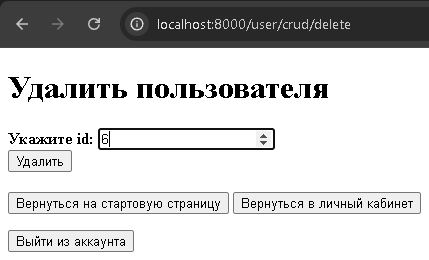 localhost:8000/user/crud/delete
Удалить пользователя
Укажите id: 6
Удалить
Вернуться на стартовую страницу Вернуться в личный кабинет
Выйти из аккаунта